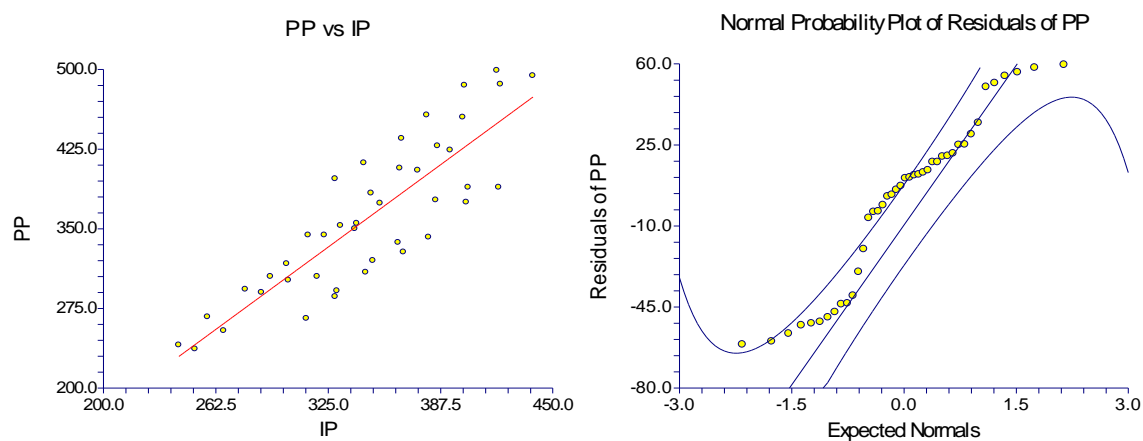 PP vs IP
500.0
425.0
350.0
275.0
200.0
PP
200.0 262.5 325.0 387.5 450.0
IP
Normal Probability Plot of Residuals of PP
60.0
25.0
-10.0
-45.0
-80.0
Residuals of PP
-3.0 -1.5 0.0 1.5 3.0
Expected Normals